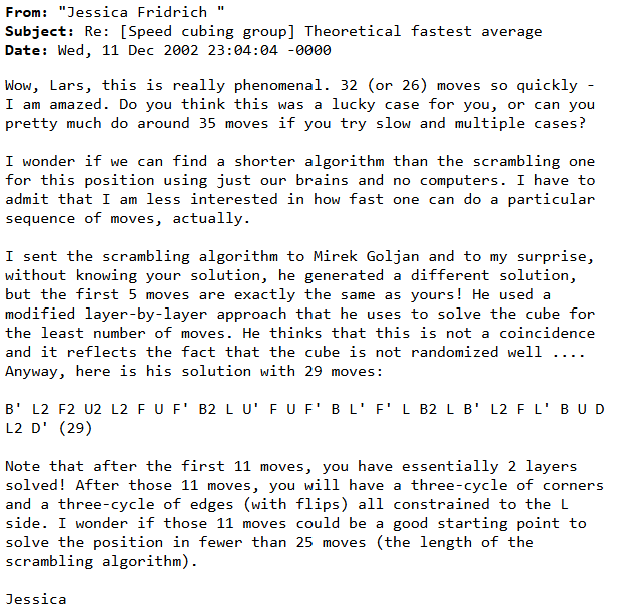 From: "Jessica Fridrich "
Subject: Re: [Speed cubing group] Theoretical fastest average
Date: Wed, 11 Dec 2002 23:04:04 -0000
Wow, Lars, this is really phenomenal. 32 (or 26) moves so quickly -
I am amazed. Do you think this was a lucky case for you, or can you
pretty much do around 35 moves if you try slow and multiple cases?
I wonder if we can find a shorter algorithm than the scrambling one
for this position using just our brains and no computers. I have to
admit that I am less interested in how fast one can do a particular
sequence of moves, actually.
I sent the scrambling algorithm to Mirek Goljan and to my surprise,
without knowing your solution, he generated a different solution,
but the first 5 moves are exactly the same as yours! He used a
modified layer-by-layer approach that he uses to solve the cube for
the least number of moves. He thinks that this is not a coincidence
and it reflects the fact that the cube is not randomized well ....
Anyway, here is his solution with 29 moves:
B' L2 F2 U2 L2 F U F' B2 L U' F U F' B L' F' L B2 L B' L2 F L' B U D
L2 D' (29)
Note that after the first 11 moves, you have essentially 2 layers
solved! After those 11 moves, you will have a three-cycle of corners
and a three-cycle of edges (with flips) all constrained to the L
side. I wonder if those 11 moves could be a good starting point to
solve the position in fewer than 25 moves (the length of the
scrambling algorithm).
Jessica